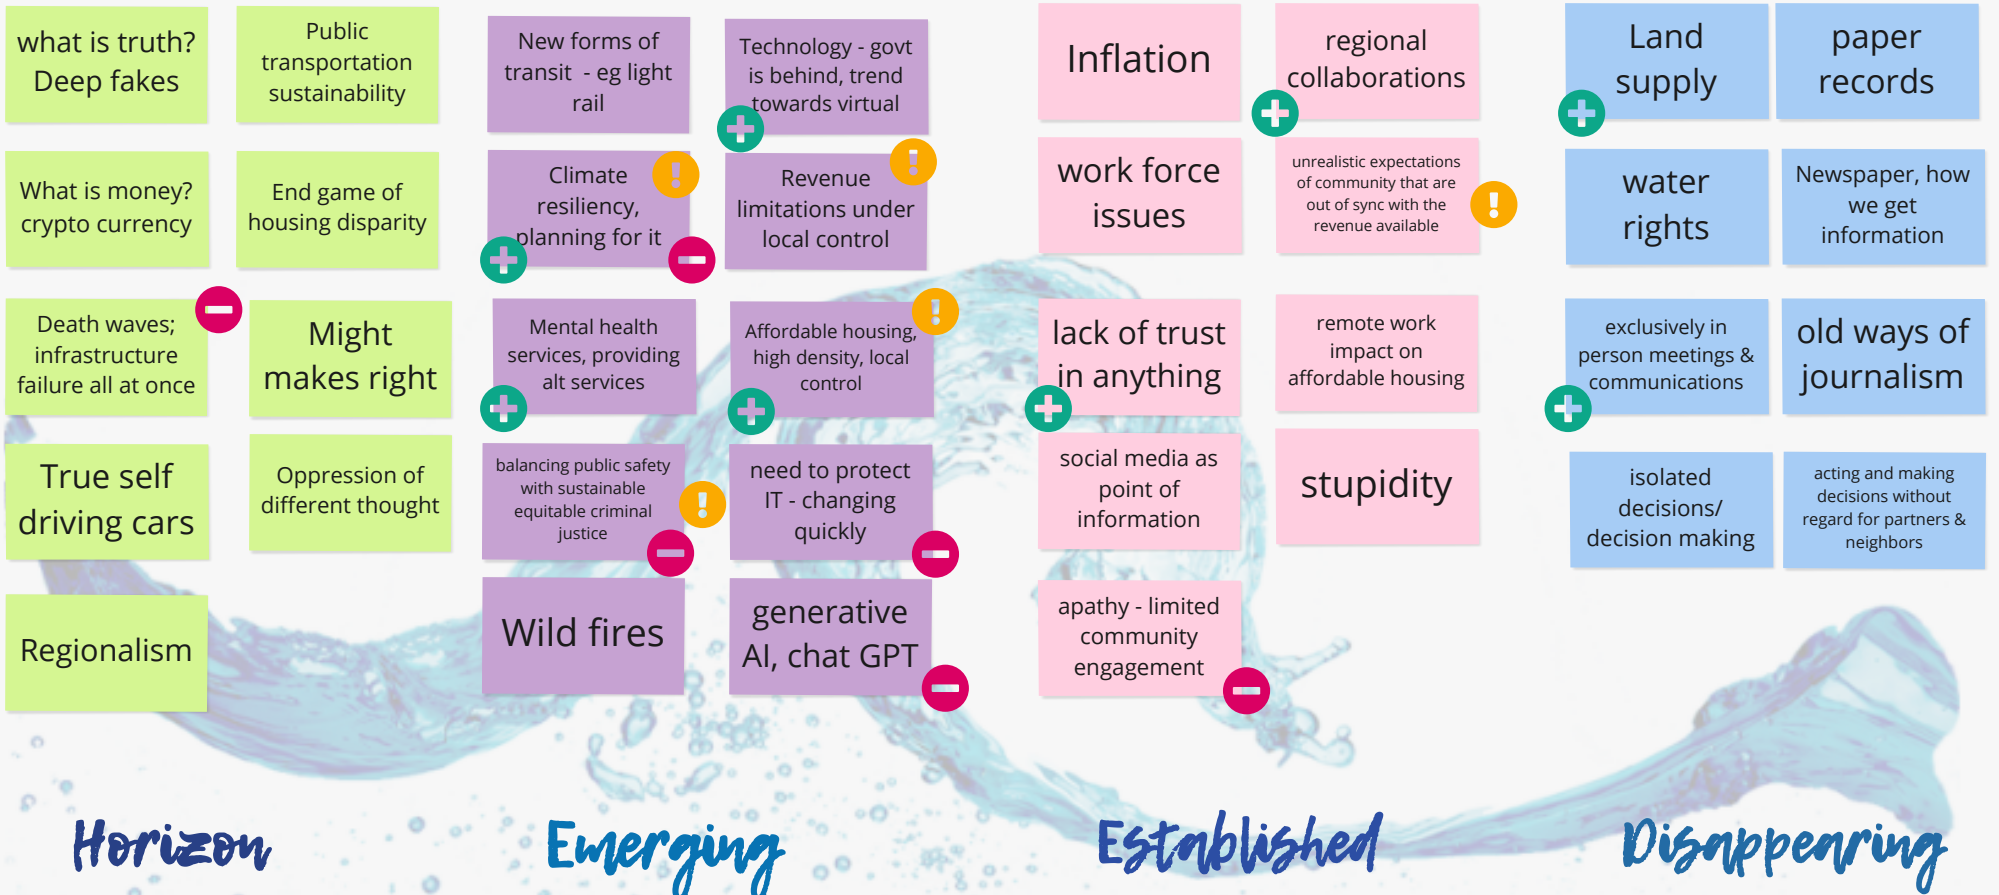 what is truth?
Deep fakes
Public
transportation
sustainability
What is money?
crypto currency
End game of
housing disparity
Death waves;
infrastructure
failure all at once
Might
makes right
True self
driving cars
Oppression of
different thought
Regionalism
Horizon
New forms of
transit - eg light
rail
Technology - govt
is behind, trend
towards virtual
Climate
resiliency,
planning for it
Revenue
limitations under
local control
Mental health
services, providing
alt services
Affordable housing,
high density, local
control
balancing public safety
with sustainable
equitable criminal
justice
need to protect
IT - changing
quickly
Wild fires
generative
AI, chat GPT
Emerging
Inflation
regional
collaborations
work force
issues
unrealistic expectations
of community that are
out of sync with the
revenue available
lack of trust
in anything
remote work
impact on
affordable housing
social media as
point of
information
stupidity
apathy - limited
community
engagement
Established
Land
supply
paper
records
water
rights
Newspaper, how
we get
information
exclusively in
person meetings &
communications
old ways of
journalism
isolated
decisions/
decision making
acting and making
decisions without
regard for partners &
neighbors
Disappearing